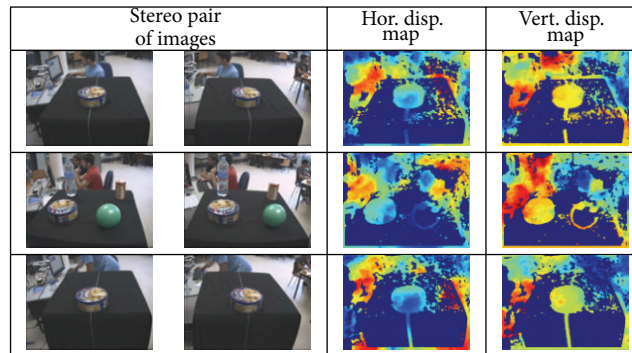 Stereo pair
of images
Hor. disp.
map
Vert. disp.
map